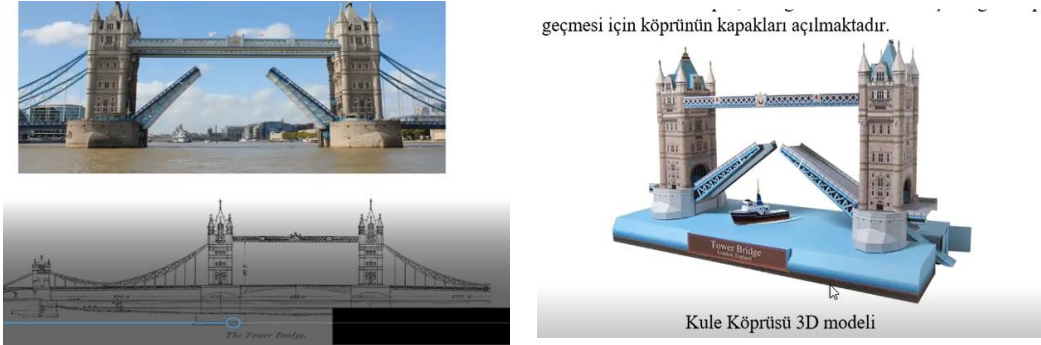 geçmesi için köprünün kapakları açılmaktadır.
Tower Bridge
London, England
Kule Köprüsü 3D modeli
The Tower Bridge.